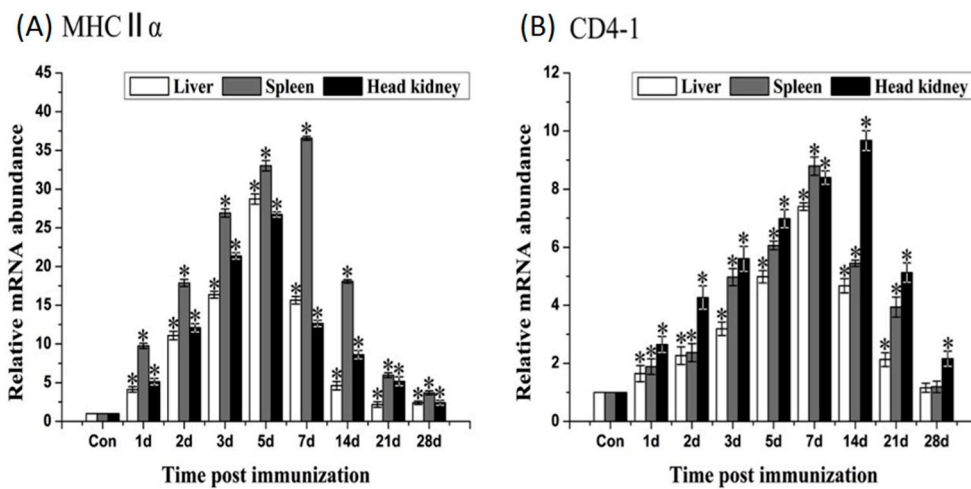 (A) MHC Ⅱ α
Liver Spleen Head kidney
Relative mRNA abundance
45
40
35
30
25
20
15
10
5
0
* * * * * * * * * * * * * * * * * * * * * * * *
Con 1d 2d 3d 5d 7d 14d 21d 28d
Time post immunization
(B) CD4-1
Liver Spleen Head kidney
Relative mRNA abundance
12
10
8
6
4
2
0
* * * * * * * * * * * * * * * * * * * * * *
Con 1d 2d 3d 5d 7d 14d 21d 28d
Time post immunization